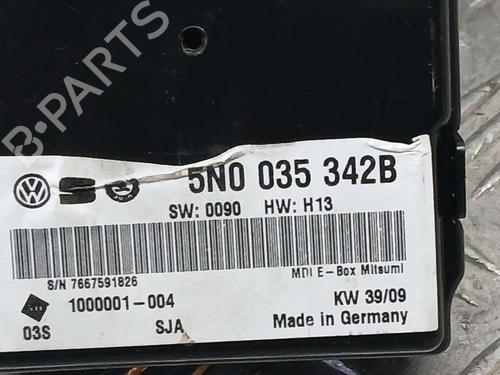 B-PARTS
5N0 035 342B
SW: 0090 HW: H13
S/N 7667591826
MDI E-Box Mitsumi
1000001-004
KW 39/09
03S
SJA
Made in Germany